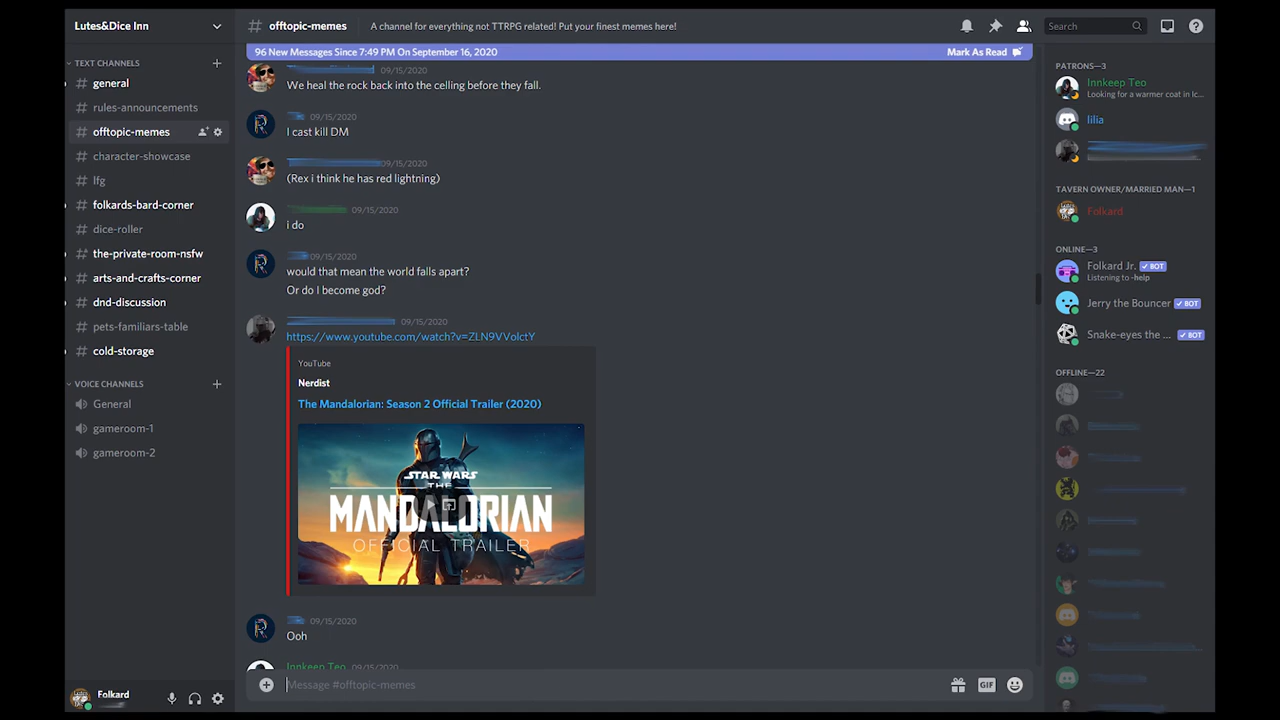 Lutes&Dice Inn
offtopic-memes
A channel for everything not TTRPG related! Put your finest memes here!
Search
TEXT CHANNELS
general
rules-announcements
offtopic-memes
character-showcase
lfg
folkards-bard-corner
dice-roller
the-private-room-nsfw
arts-and-crafts-corner
dnd-discussion
pets-familiars-table
cold-storage
VOICE CHANNELS
General
gameroom-1
gameroom-2
Folkard
96 New Messages Since 7:49 PM On September 16, 2020
Mark As Read
09/15/2020
We heal the rock back into the celling before they fall.
09/15/2020
I cast kill DM
09/15/2020
(Rex i think he has red lightning)
09/15/2020
i do
09/15/2020
would that mean the world falls apart?
Or do I become god?
09/15/2020
https://www.youtube.com/watch?v=ZLN9VVolctY
YouTube
Nerdist
The Mandalorian: Season 2 Official Trailer (2020)
STAR WARS
THE
MANDALORIAN
OFFICIAL TRAILER
09/15/2020
Ooh
Innkeep Teo 09/15/2020
Message #offtopic-memes
GIF
PATRONS—3
Innkeep Teo
Looking for a warmer coat in Ic...
lilia
TAVERN OWNER/MARRIED MAN—1
Folkard
ONLINE—3
Folkard Jr. BOT
Listening to -help
Jerry the Bouncer BOT
Snake-eyes the ... BOT
OFFLINE—22